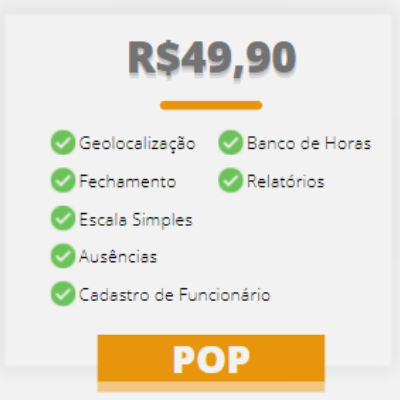 R$49,90
Geolocalização Banco de Horas
Fechamento Relatórios
Escala Simples
Ausências
Cadastro de Funcionário
POP